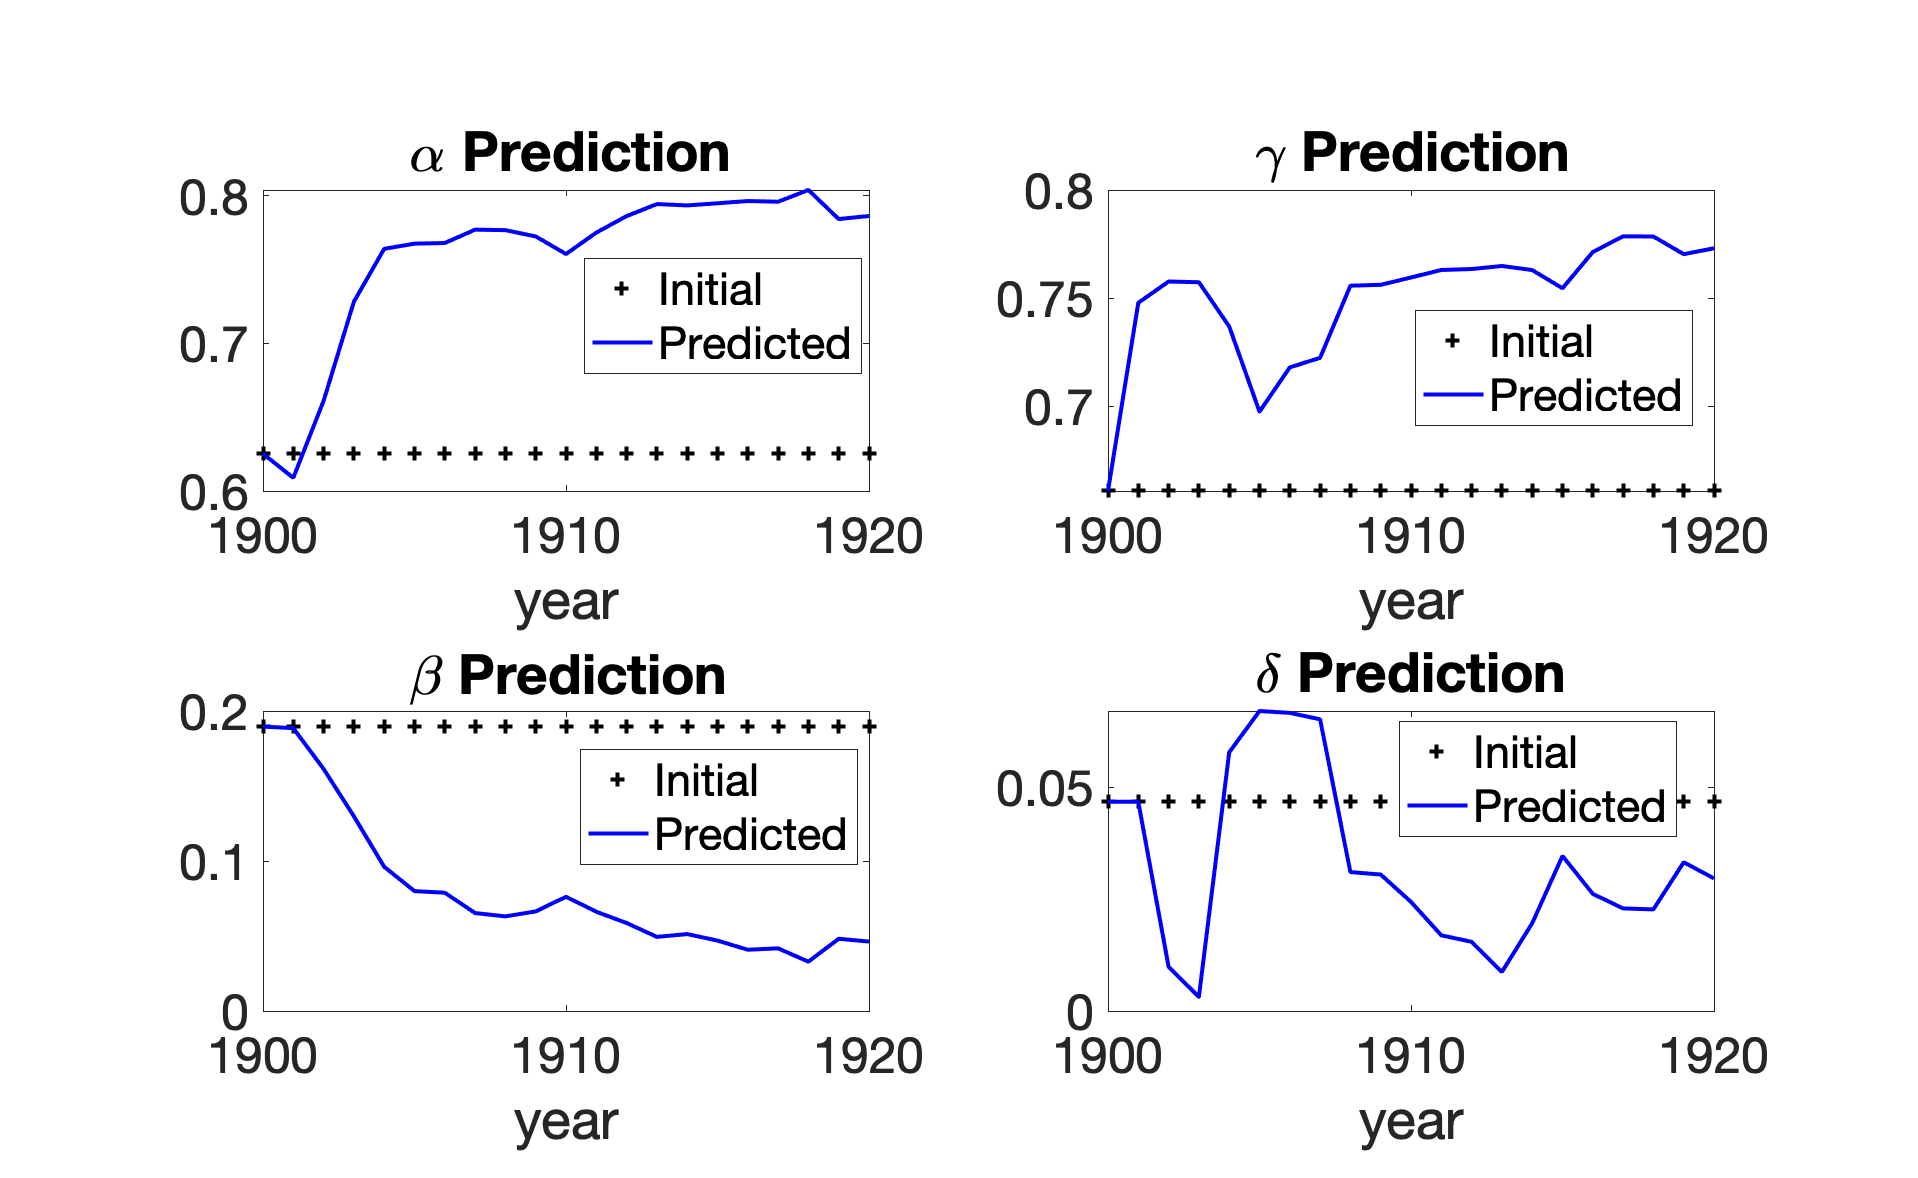 α Prediction
0.8
0.7
0.6
1900 1910 1920
year
Initial
Predicted
γ Prediction
0.8
0.75
0.7
1900 1910 1920
year
Initial
Predicted
β Prediction
0.2
0.1
0
1900 1910 1920
year
Initial
Predicted
δ Prediction
0.05
0
1900 1910 1920
year
Initial
Predicted